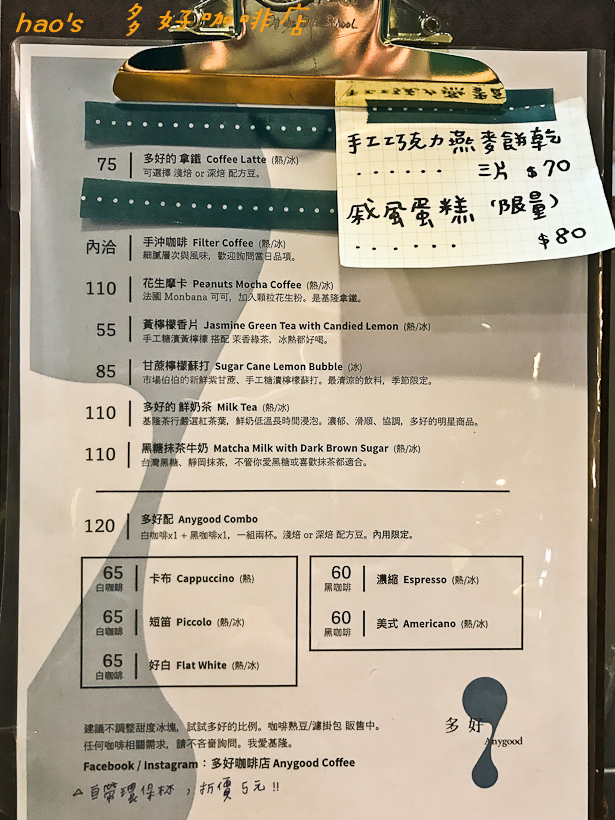 hao's 多好咖啡店
手工巧克力燕麥餅乾
...... 三片 $70
戚風蛋糕「限量」
...... $80
75 多好的 拿鐵 Coffee Latte (熱/冰)
可選擇 淺焙 or 深焙 配方豆。
內洽 手沖咖啡 Filter Coffee (熱/冰)
細膩層次與風味，歡迎詢問當日品項。
110 花生摩卡 Peanuts Mocha Coffee (熱/冰)
法國 Monbana 可可，加入顆粒花生粉。是基隆拿鐵。
55 黃檸檬香片 Jasmine Green Tea with Candied Lemon (熱/冰)
手工糖漬黃檸檬 搭配 茉香綠茶，冰熱都好喝。
85 甘蔗檸檬蘇打 Sugar Cane Lemon Bubble (冰)
市場伯伯的新鮮紫甘蔗、手工糖漬檸檬蘇打。最清涼的飲料，季節限定。
110 多好的 鮮奶茶 Milk Tea (熱/冰)
基隆茶行嚴選紅茶葉，鮮奶低溫長時間浸泡。濃郁、滑順、協調，多好的明星商品。
110 黑糖抹茶牛奶 Matcha Milk with Dark Brown Sugar (熱/冰)
台灣黑糖、靜岡抹茶，不管你愛黑糖或喜歡抹茶都適合。
120 多好配 Anygood Combo
白咖啡x1 + 黑咖啡x1，一組兩杯。淺焙 or 深焙 配方豆。內用限定。
65 白咖啡 卡布 Cappuccino (熱)
65 白咖啡 短笛 Piccolo (熱/冰)
65 白咖啡 好白 Flat White (熱/冰)
60 黑咖啡 濃縮 Espresso (熱/冰)
60 黑咖啡 美式 Americano (熱/冰)
建議不調整甜度冰塊，試試多好的比例。咖啡熟豆/濾掛包 販售中。
任何咖啡相關需求，請不吝嗇詢問。我愛基隆。
Facebook / Instagram：多好咖啡店 Anygood Coffee
多好
Anygood
△自帶環保杯，折價5元!!